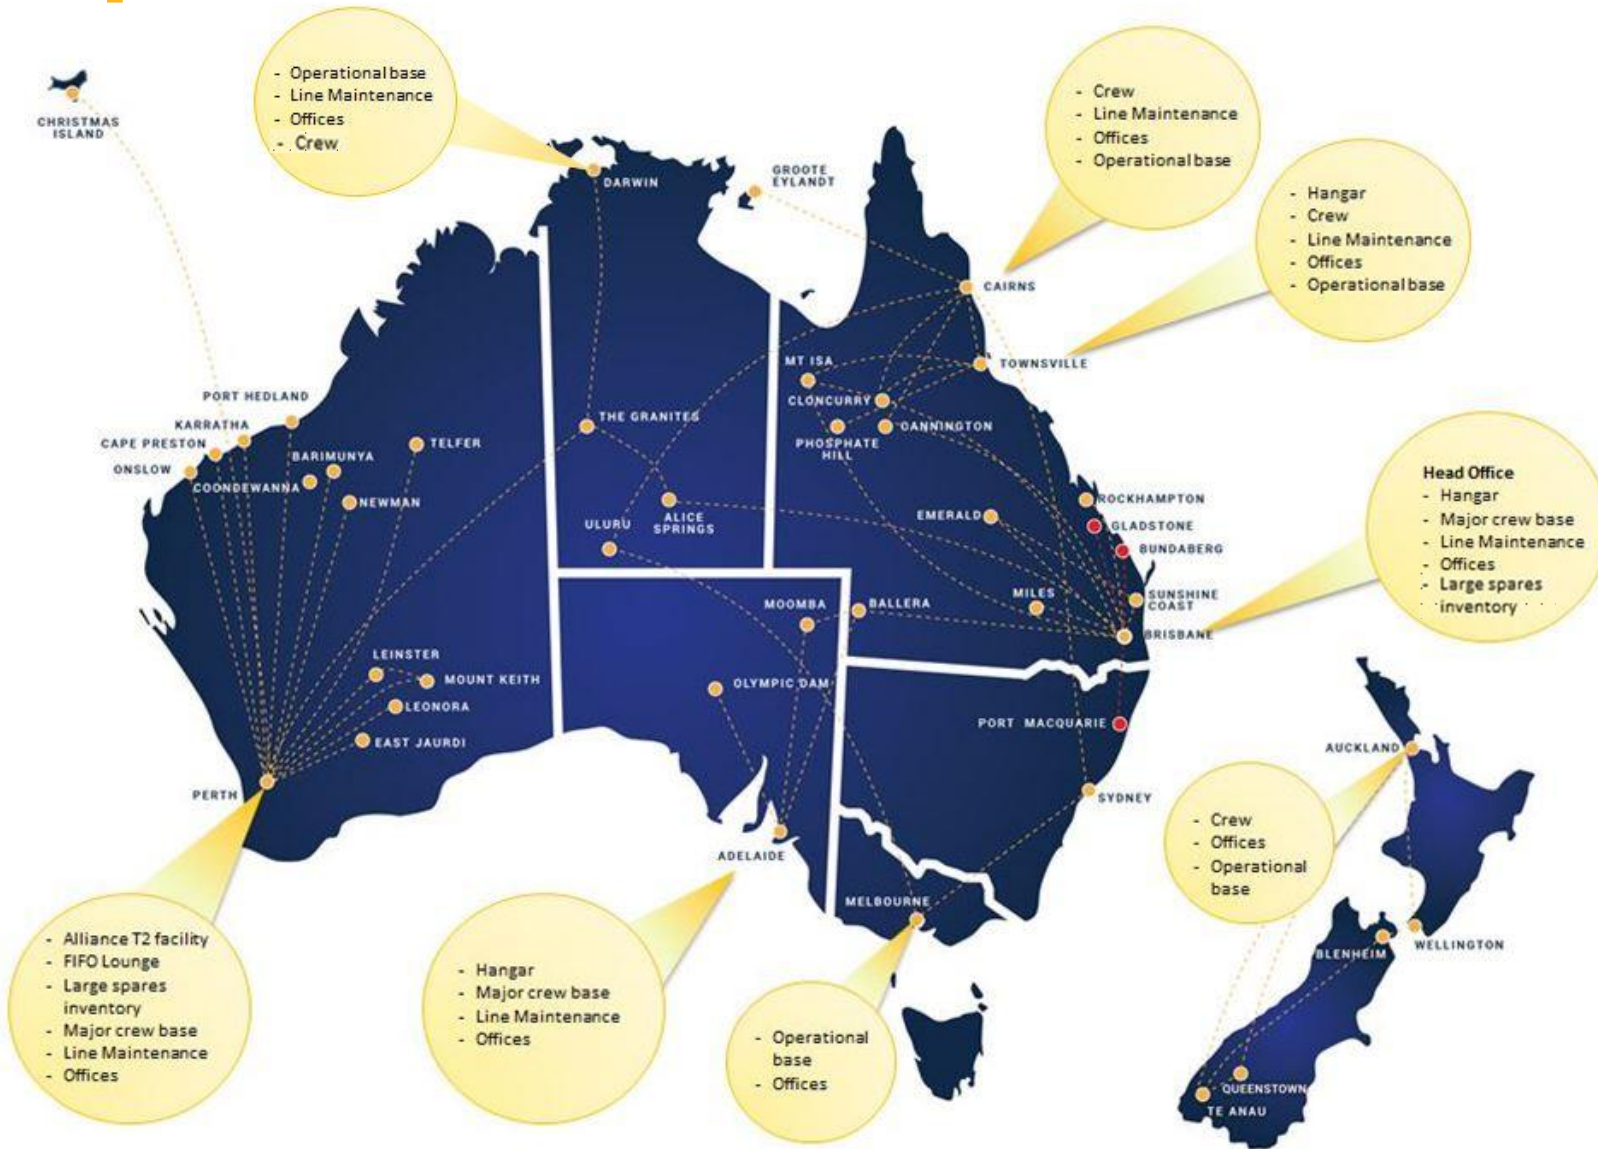 - Operational base
- Line Maintenance
- Offices
- Crew
- Crew
- Line Maintenance
- Offices
- Operational base
- Hangar
- Crew
- Line Maintenance
- Offices
- Operational base
CHRISTMAS
ISLAND
DARWIN
GROOTE
EYLANDT
CAIRNS
MT ISA
TOWNSVILLE
CLONCURRY
PORT HEDLAND
KARRATHA
CAPE PRESTON
ONSLOW
BARIMUNYA
COONDEWANNA
TELFER
NEWMAN
THE GRANITES
PHOSPHATE
HILL
CANNINGTON
ULURU
ALICE
SPRINGS
EMERALD
ROCKHAMPTON
GLADSTONE
BUNDABERG
SUNSHINE
COAST
BRISBANE
MILES
MOOMBA
BALLERA
Head Office
- Hangar
- Major crew base
- Line Maintenance
- Offices
- Large spares
inventory
LEINSTER
MOUNT KEITH
LEONORA
EAST JAURDI
PERTH
OLYMPIC DAM
PORT MACQUARIE
SYDNEY
ADELAIDE
MELBOURNE
AUCKLAND
WELLINGTON
BLENHEIM
QUEENSTOWN
TE ANAU
- Crew
- Offices
- Operational
base
- Alliance T2 facility
- FIFO Lounge
- Large spares
inventory
- Major crew base
- Line Maintenance
- Offices
- Hangar
- Major crew base
- Line Maintenance
- Offices
- Operational
base
- Offices